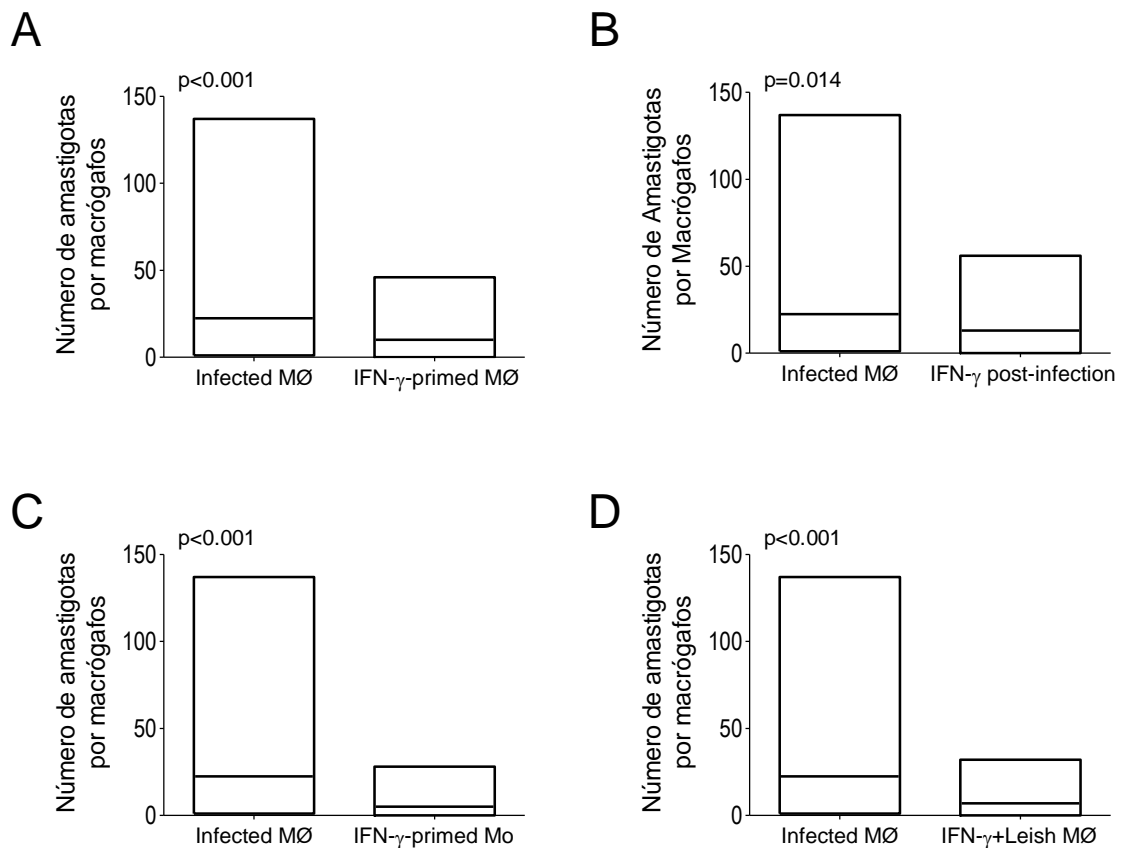 A
p<0.001
Número de amastigotas
por macrógafos
150
100
50
0
Infected MØ
IFN-γ-primed MØ
B
p=0.014
Número de Amastigotas
por Macrógafos
150
100
50
0
Infected MØ
IFN-γ post-infection
C
p<0.001
Número de amastigotas
por macrógafos
150
100
50
0
Infected MØ
IFN-γ-primed Mo
D
p<0.001
Número de amastigotas
por macrógafos
150
100
50
0
Infected MØ
IFN-γ+Leish MØ